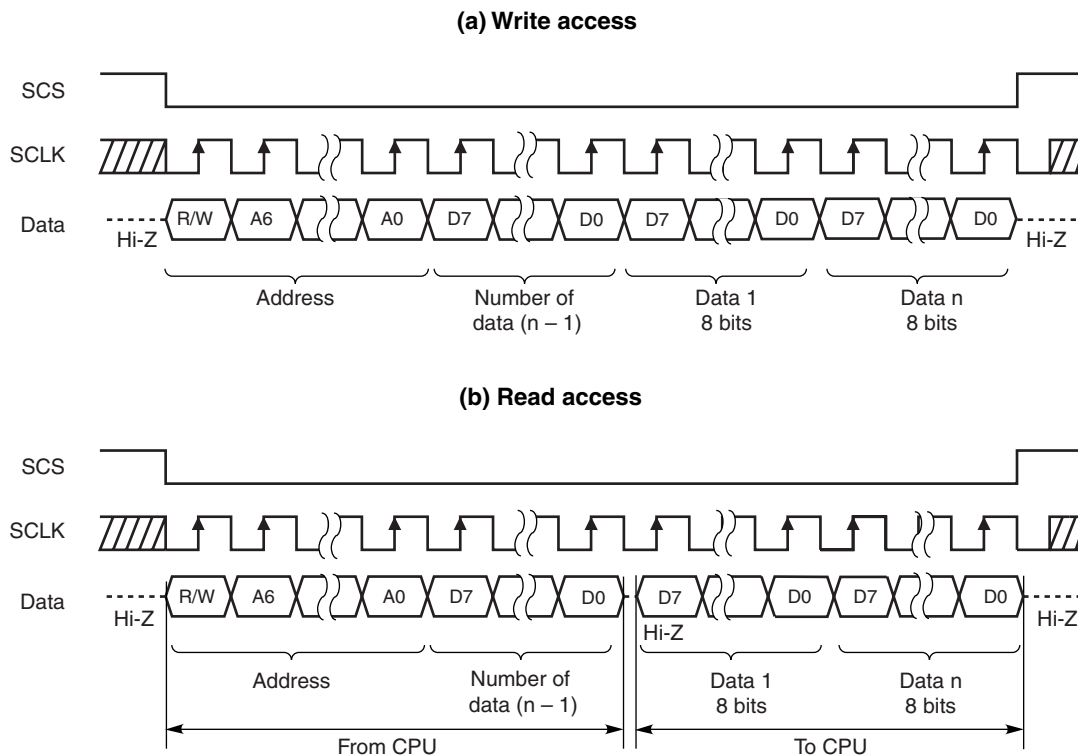 (a) Write access
SCS
SCLK
Data
R/W A6 A0 D7 D0 D7 D0 D7 D0
Hi-Z Hi-Z
Address
Number of
data (n – 1)
Data 1
8 bits
Data n
8 bits
(b) Read access
SCS
SCLK
Data
R/W A6 A0 D7 D0 D7 D0 D7 D0
Hi-Z Hi-Z Hi-Z
Address
Number of
data (n – 1)
Data 1
8 bits
Data n
8 bits
From CPU To CPU